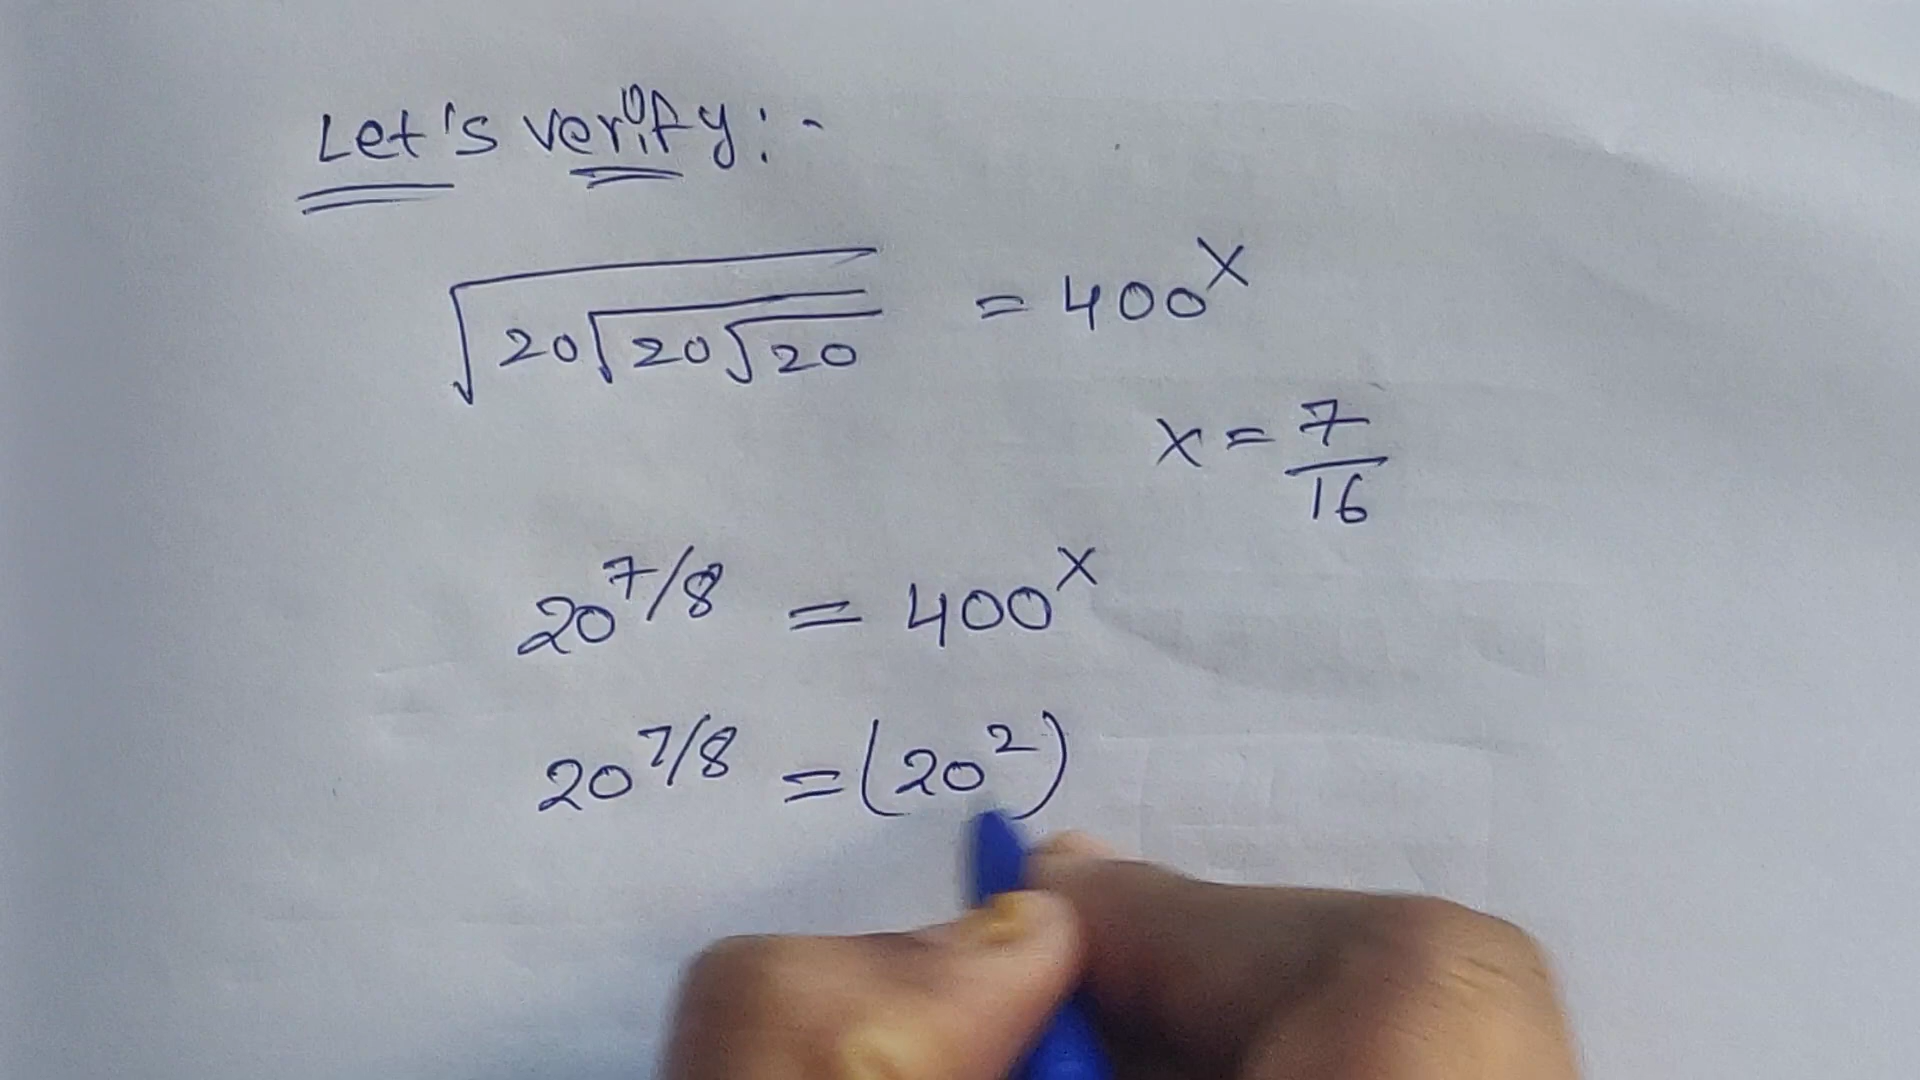 Let's verify:-
√(20√(20√20)) = 400^x
x = 7/16
20^7/8 = 400^x
20^7/8 = (20^2)